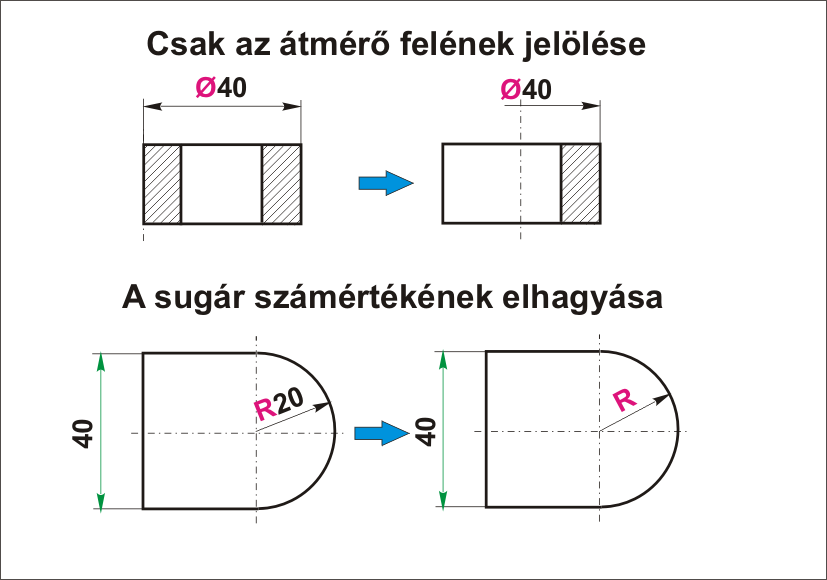 Csak az átmérő felének jelölése
Ø40
Ø40
A sugár számértékének elhagyása
R20
40
R
40